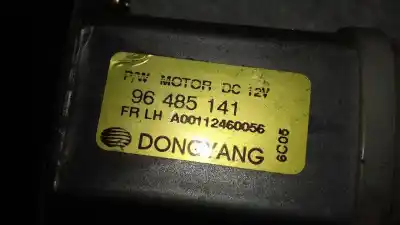 P/W MOTOR DC 12V
96 485 141
FR LH A00112460056
DONGYANG
6C05